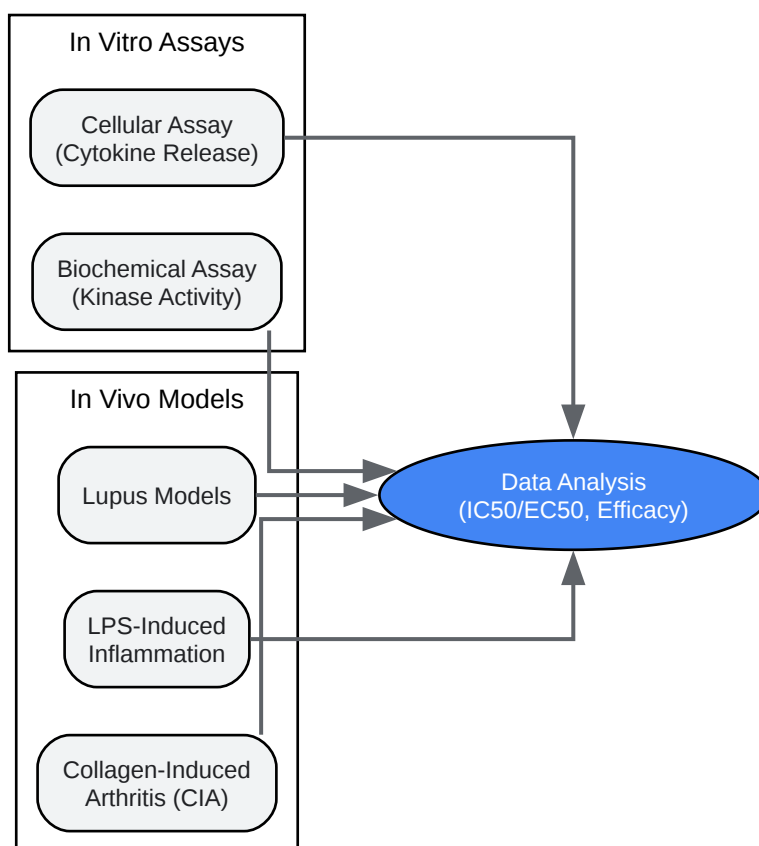 In Vitro Assays
Cellular Assay
(Cytokine Release)
Biochemical Assay
(Kinase Activity)
In Vivo Models
Lupus Models
LPS-Induced
Inflammation
Collagen-Induced
Arthritis (CIA)
Data Analysis
(IC50/EC50, Efficacy)